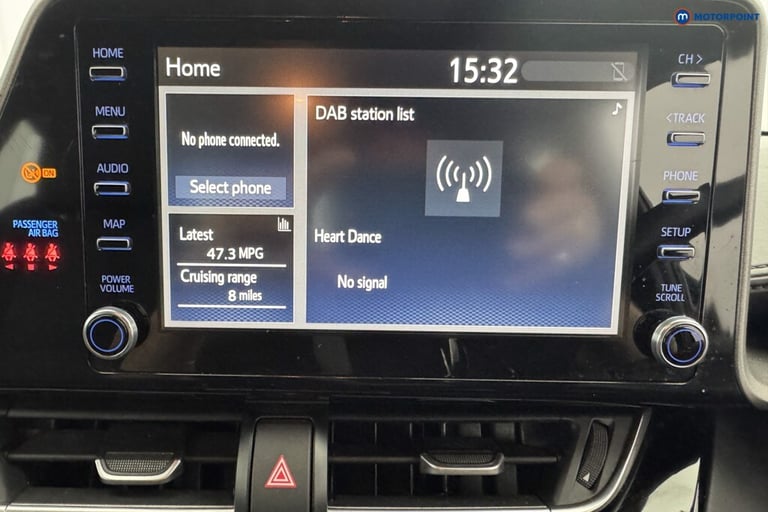 MOTORPOINT
HOME
MENU
AUDIO
MAP
POWER
VOLUME
ON
PASSENGER
AIR BAG
Home
15:32
No phone connected.
Select phone
Latest
47.3 MPG
Cruising range
8 miles
DAB station list
Heart Dance
No signal
CH >
< TRACK
PHONE
SETUP
TUNE
SCROLL